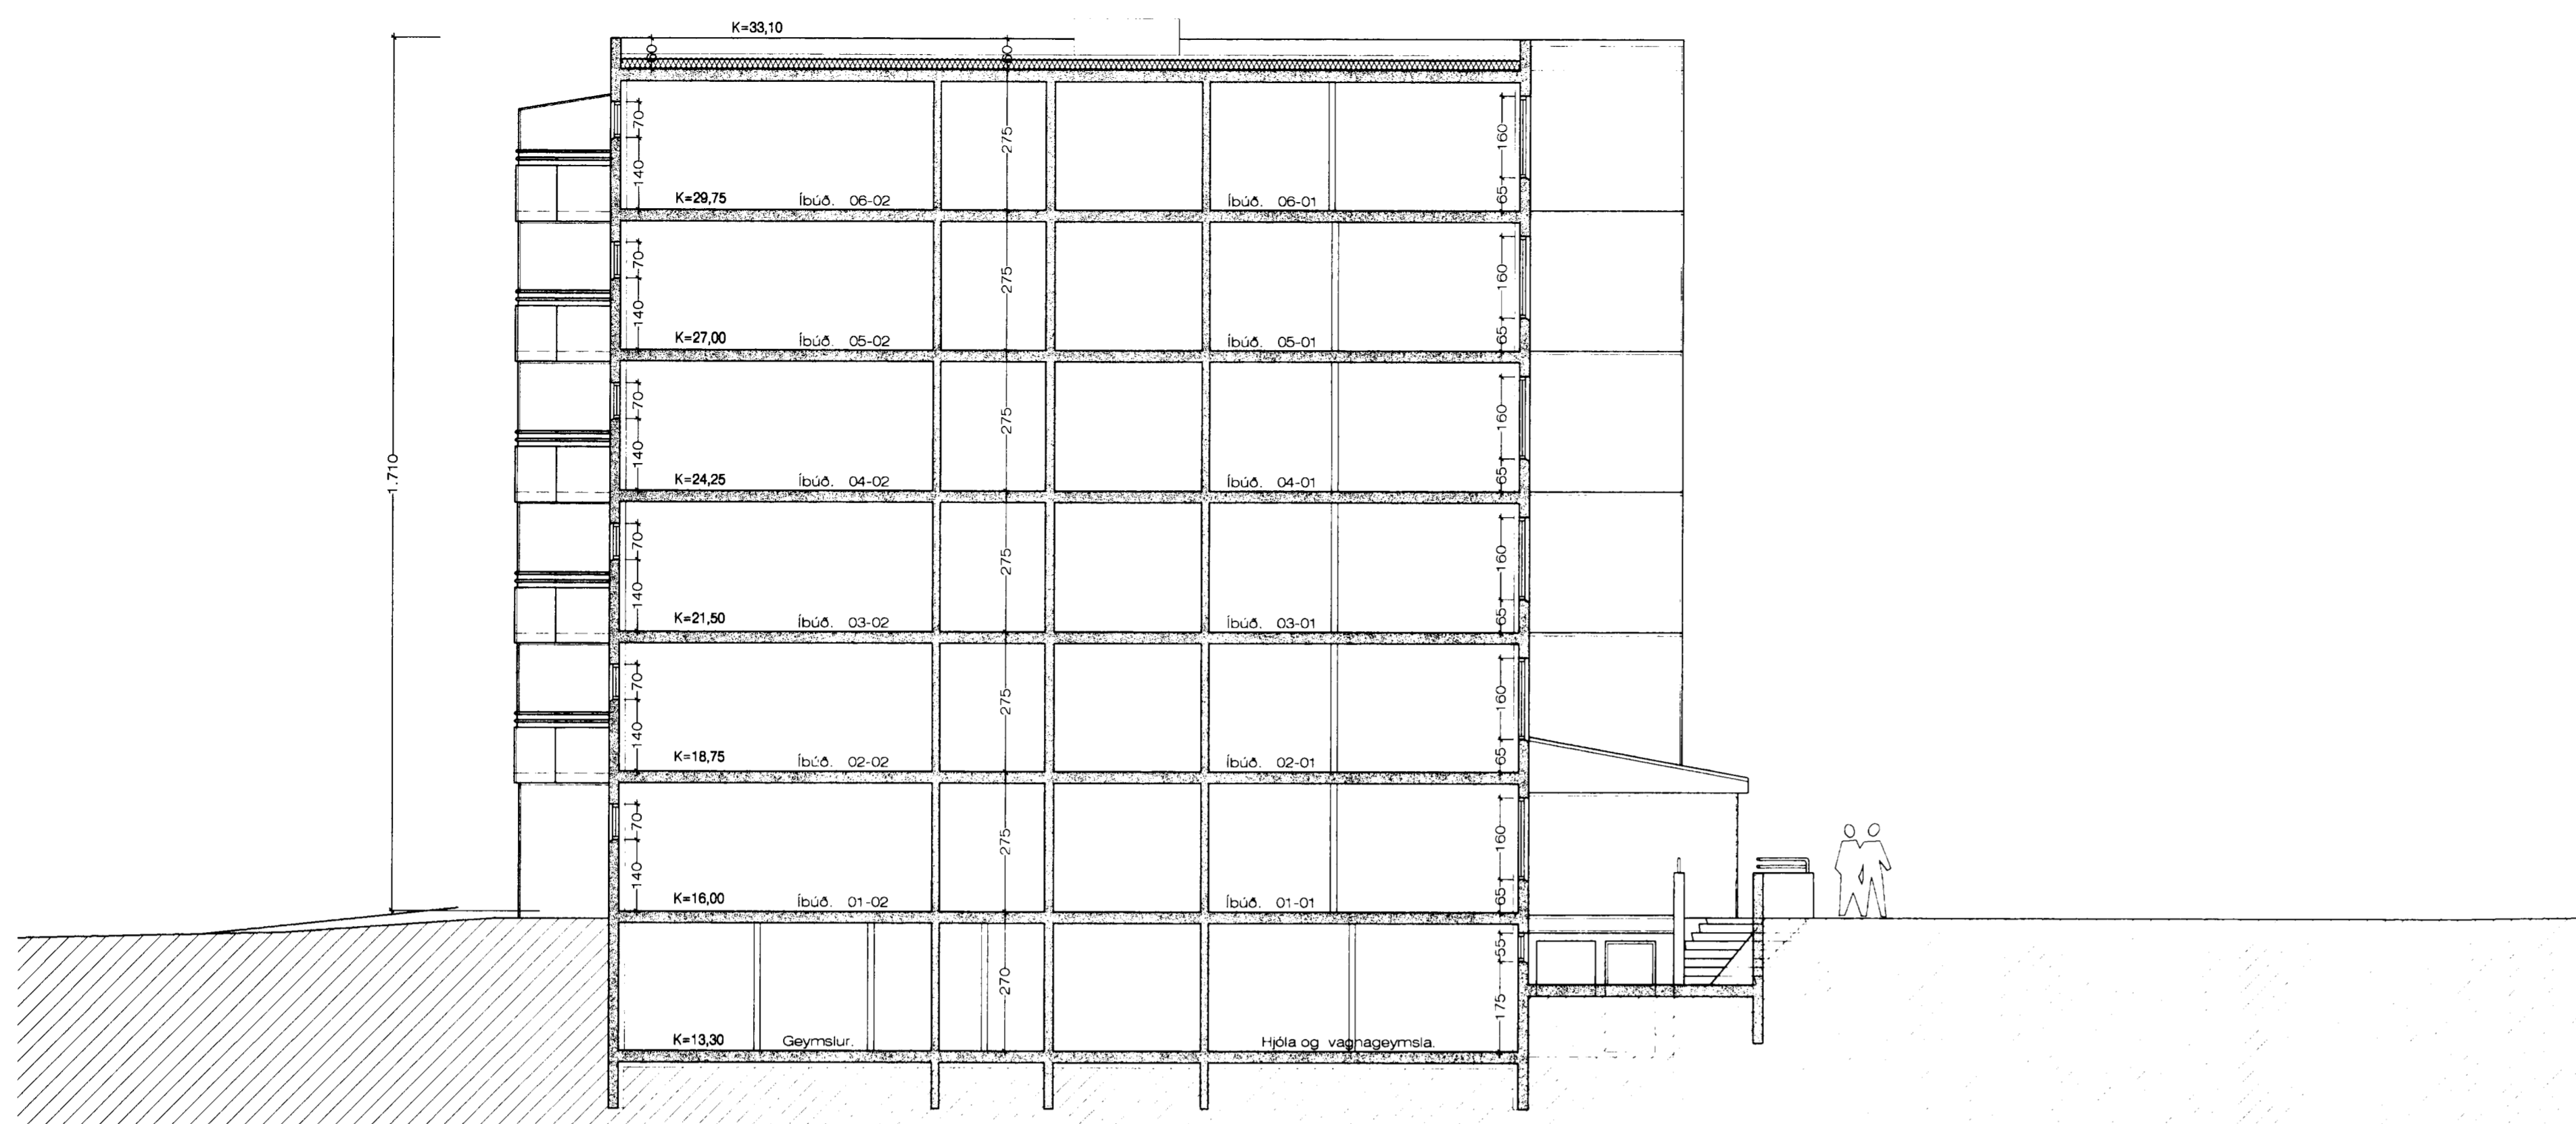 K=33,10
60 60
70 275 160
140 65
K=29,75 Íbúð. 06-02 Íbúð. 06-01
70 275 160
140 65
K=27,00 Íbúð. 05-02 Íbúð. 05-01
70 275 160
140 65
1.710
K=24,25 Íbúð. 04-02 Íbúð. 04-01
70 275 160
140 65
K=21,50 Íbúð. 03-02 Íbúð. 03-01
70 275 160
140 65
K=18,75 Íbúð. 02-02 Íbúð. 02-01
70 275 160
140 65
K=16,00 Íbúð. 01-02 Íbúð. 01-01
55
270 175
K=13,30 Geymslur. Hjóla og vagnageymsla.